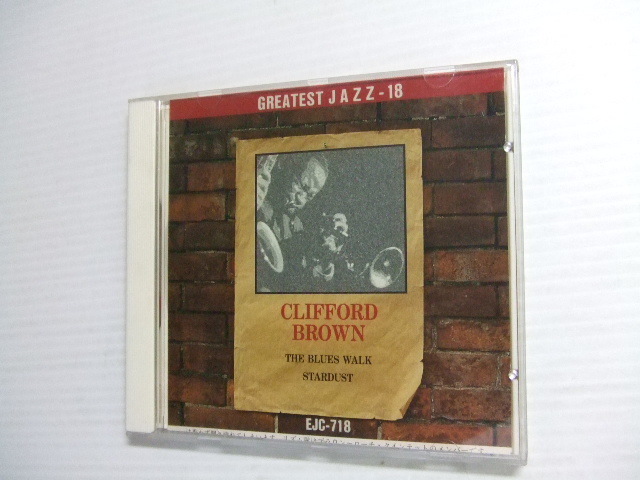 GREATEST JAZZ-18
CLIFFORD
BROWN
THE BLUES WALK
STARDUST
EJC-718